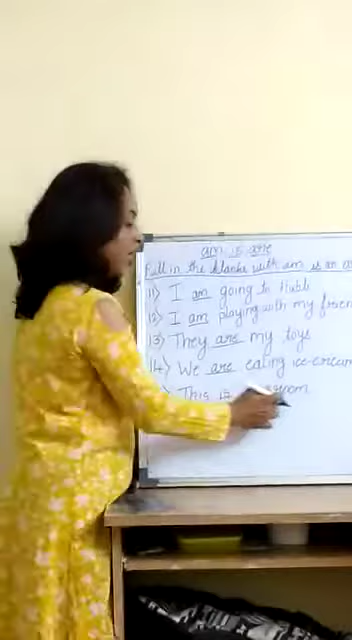 am is are
Fill in the blanks with am is an
11) I am going to Hubli
12) I am playing with my frien
13) They are my toys
14) We are eating ice-cream
This is